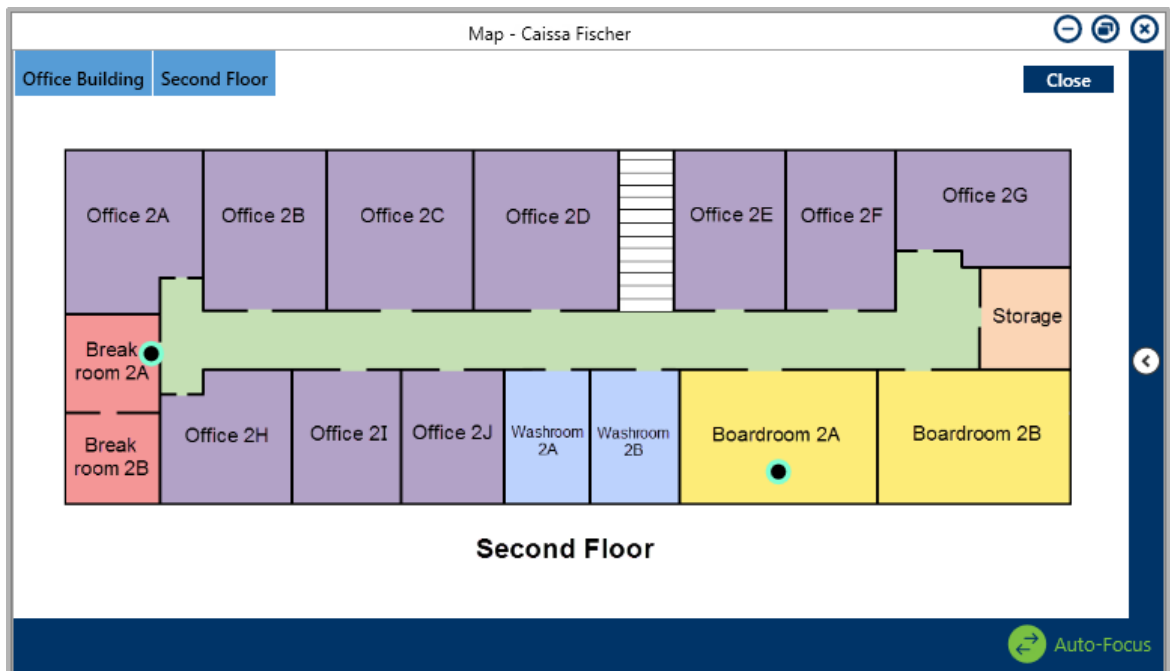 Map - Caissa Fischer
Office Building
Second Floor
Close
Office 2A
Office 2B
Office 2C
Office 2D
Office 2E
Office 2F
Office 2G
Storage
Break
room 2A
Break
room 2B
Office 2H
Office 2I
Office 2J
Washroom
2A
Washroom
2B
Boardroom 2A
Boardroom 2B
Second Floor
Auto-Focus